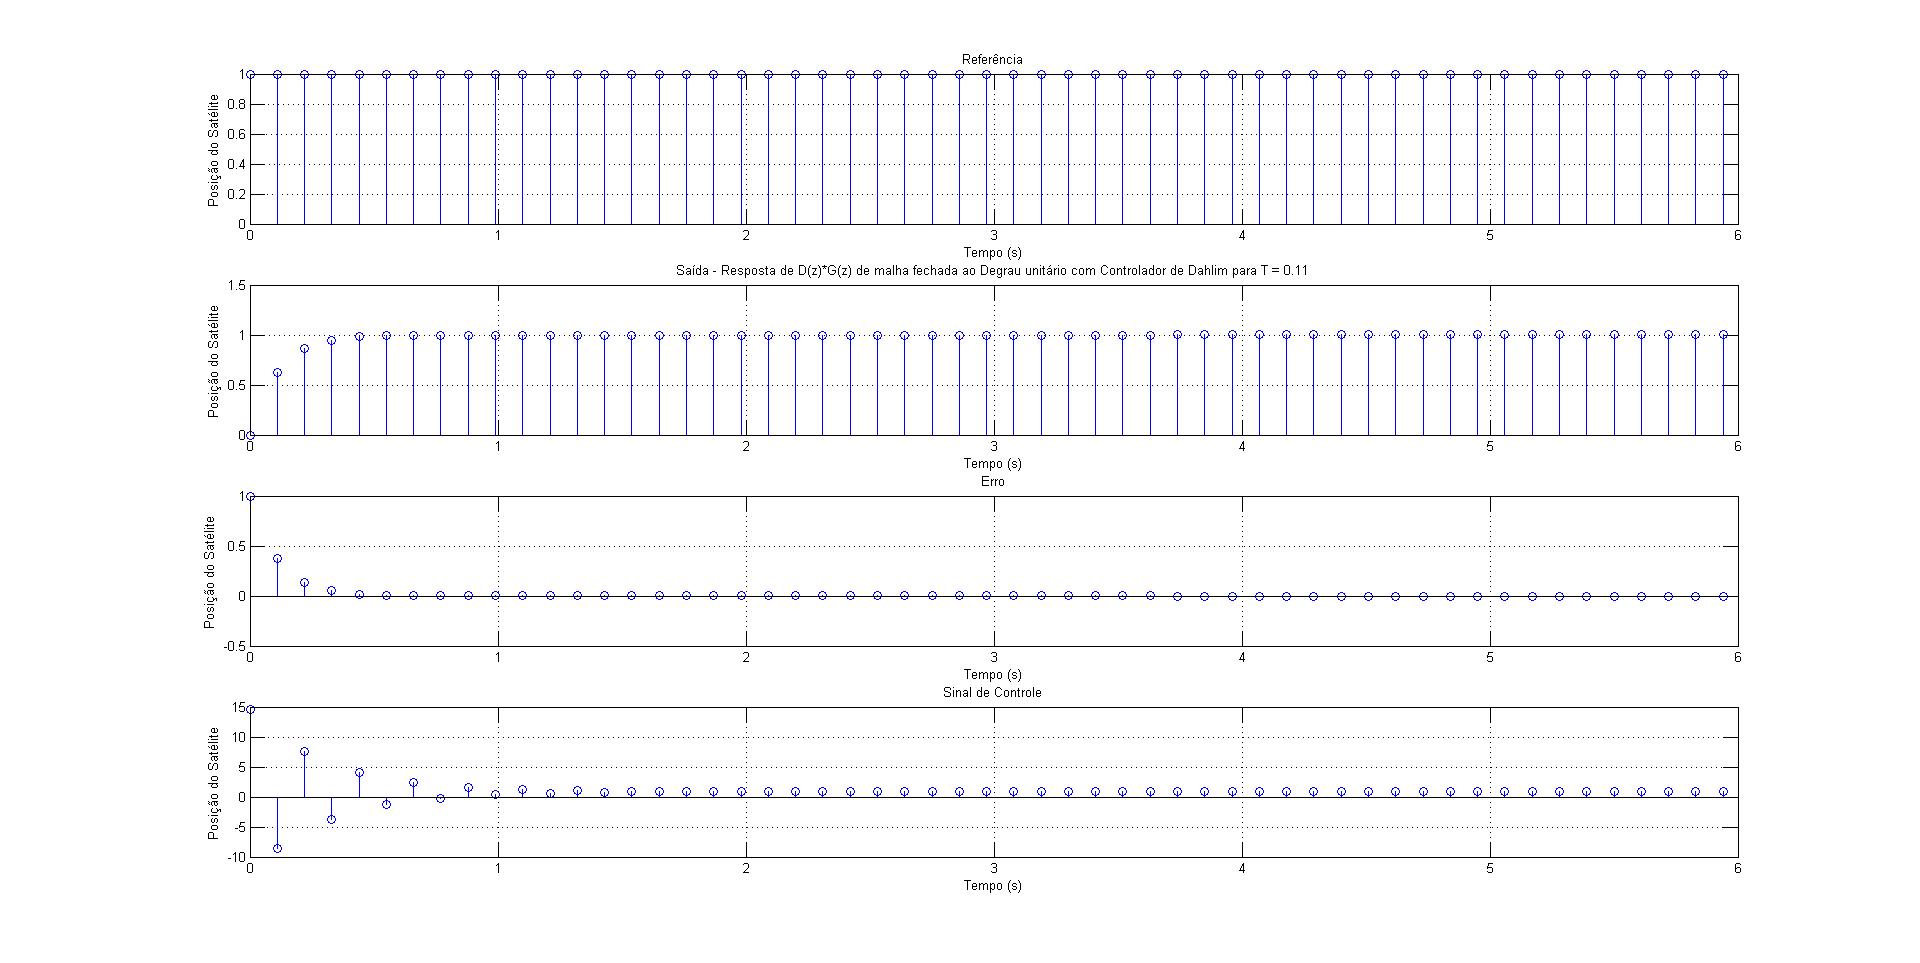 Referência
Posição do Satélite
1
0.8
0.6
0.4
0.2
0
0 1 2 3 4 5 6
Tempo (s)
Saída - Resposta de D(z)*G(z) de malha fechada ao Degrau unitário com Controlador de Dahlim para T = 0.11
Posição do Satélite
1.5
1
0.5
0
0 1 2 3 4 5 6
Tempo (s)
Erro
Posição do Satélite
1
0.5
0
-0.5
0 1 2 3 4 5 6
Tempo (s)
Sinal de Controle
Posição do Satélite
15
10
5
0
-5
-10
0 1 2 3 4 5 6
Tempo (s)